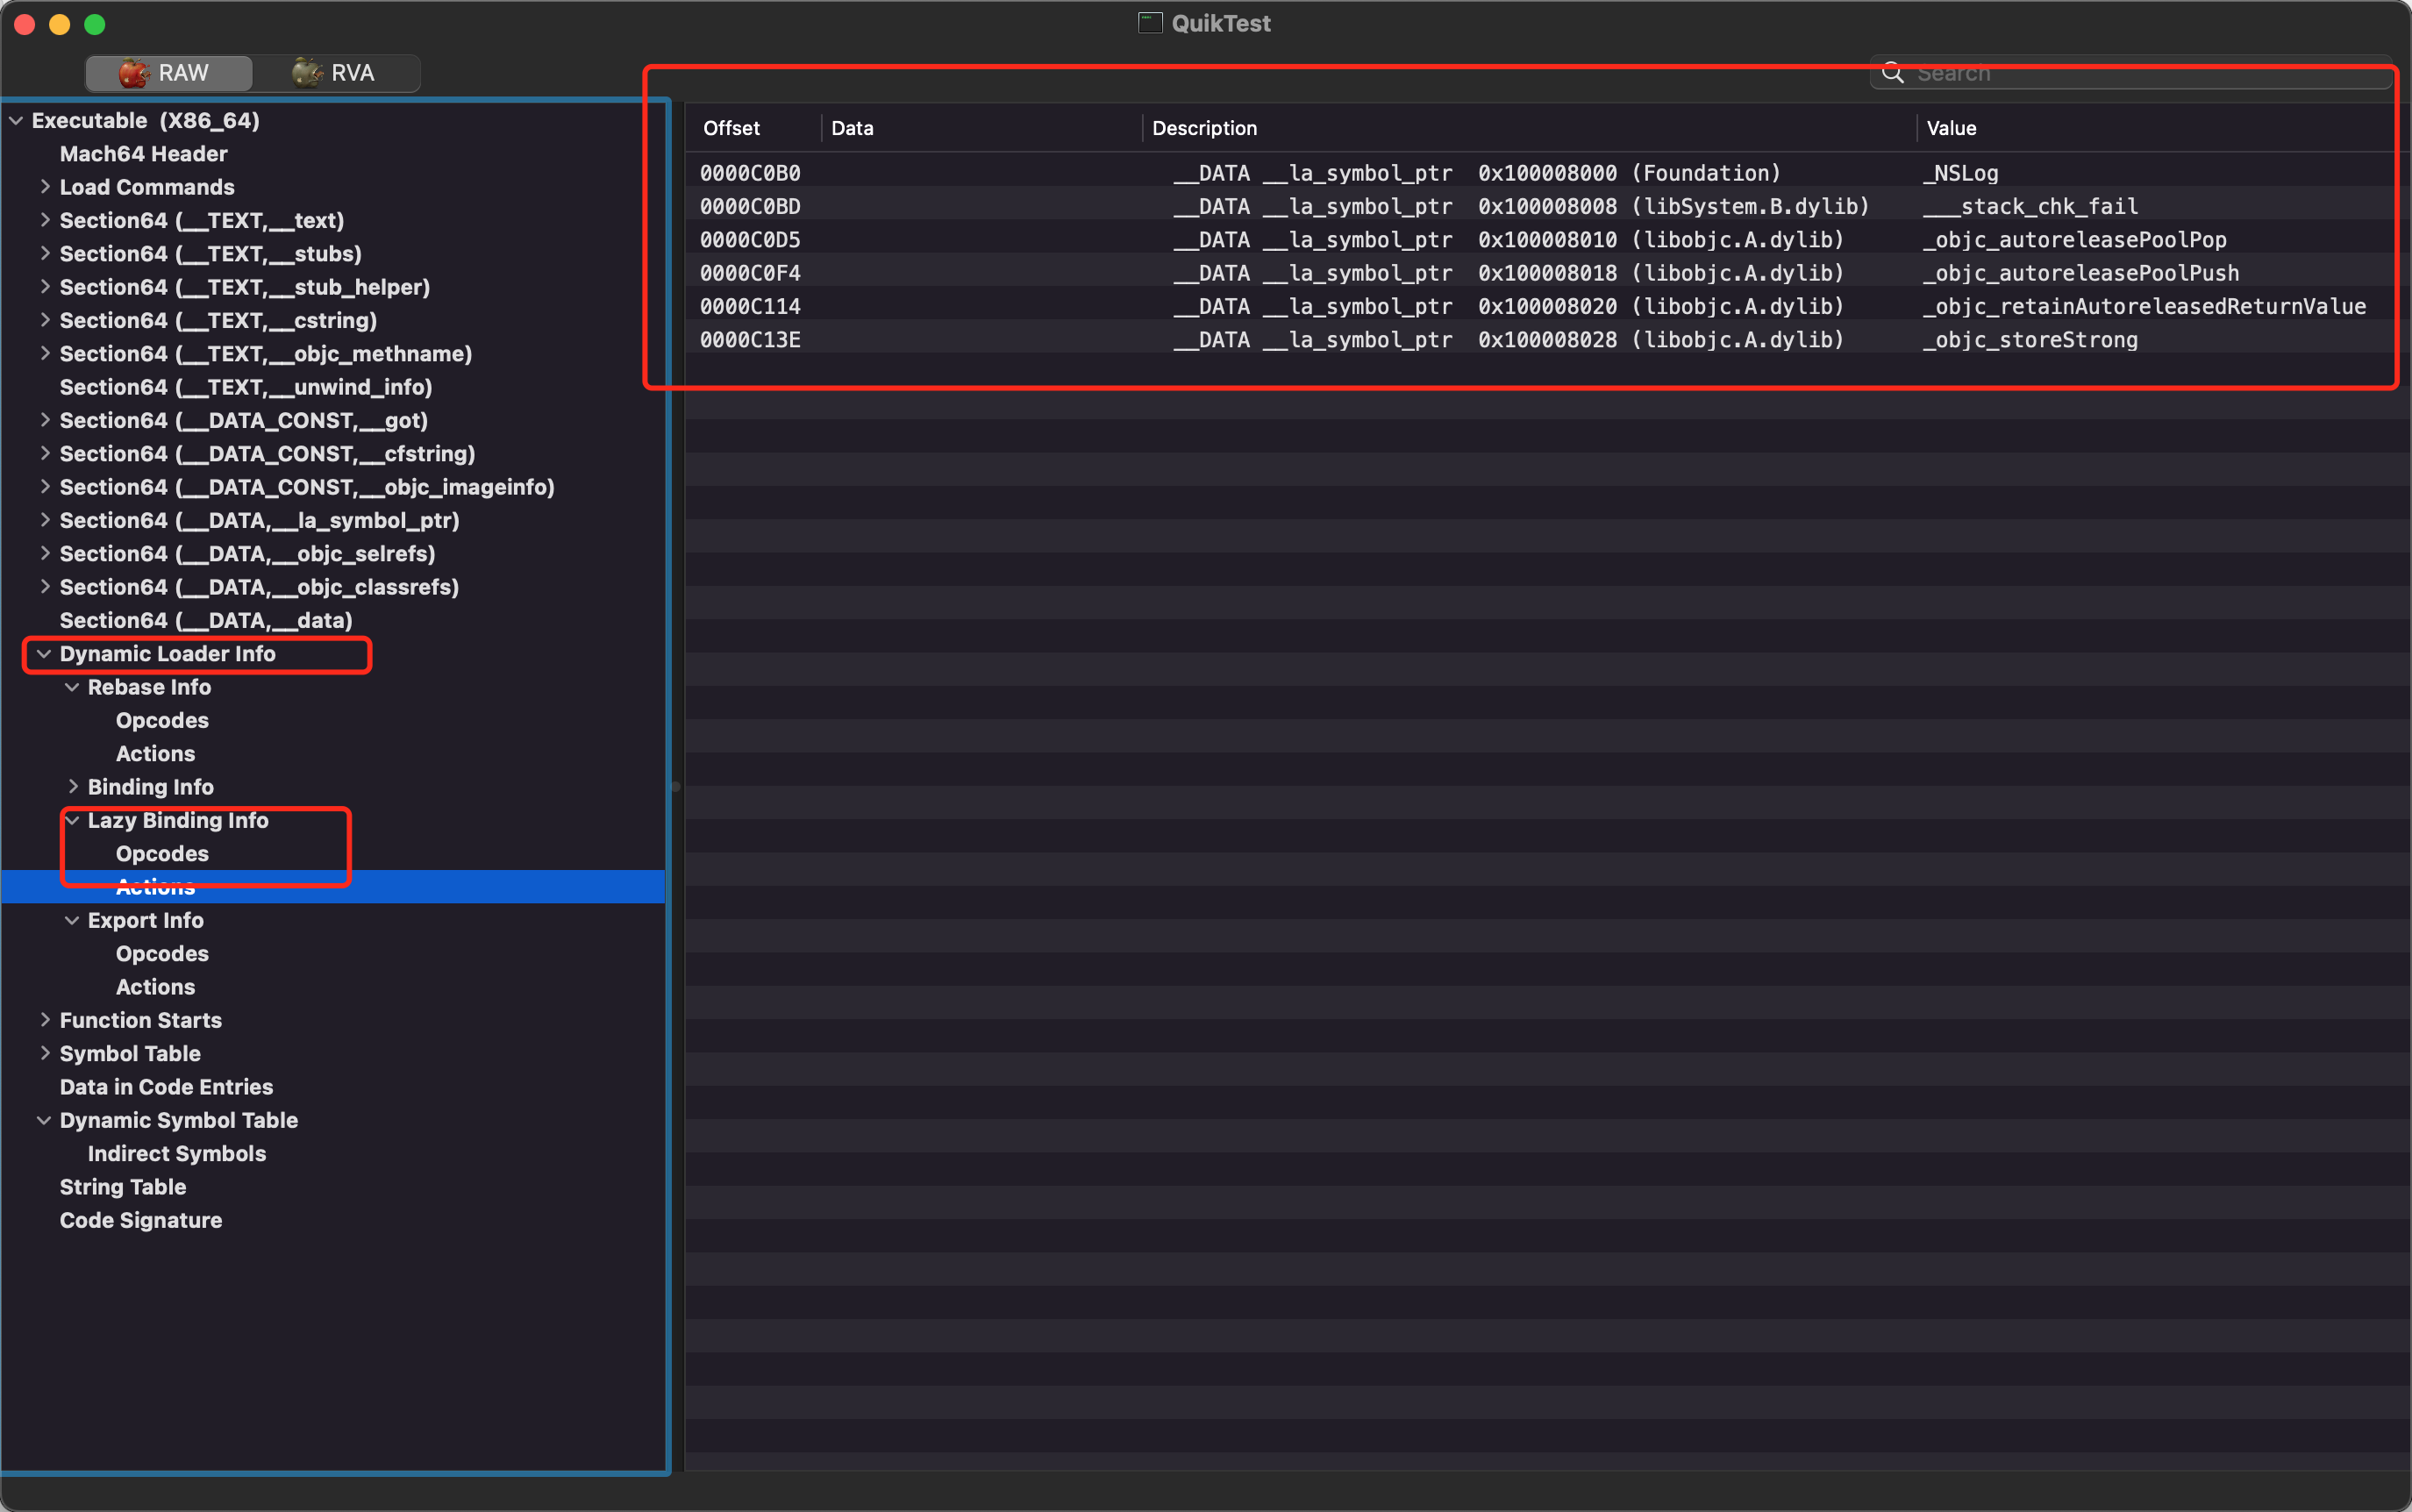 QuikTest
RAW RVA Search
Executable (X86_64)
Mach64 Header
Load Commands
Section64 (__TEXT,__text)
Section64 (__TEXT,__stubs)
Section64 (__TEXT,__stub_helper)
Section64 (__TEXT,__cstring)
Section64 (__TEXT,__objc_methname)
Section64 (__TEXT,__unwind_info)
Section64 (__DATA_CONST,__got)
Section64 (__DATA_CONST,__cfstring)
Section64 (__DATA_CONST,__objc_imageinfo)
Section64 (__DATA,__la_symbol_ptr)
Section64 (__DATA,__objc_selrefs)
Section64 (__DATA,__objc_classrefs)
Section64 (__DATA,__data)
Dynamic Loader Info
Rebase Info
Opcodes
Actions
Binding Info
Lazy Binding Info
Opcodes
Actions
Export Info
Opcodes
Actions
Function Starts
Symbol Table
Data in Code Entries
Dynamic Symbol Table
Indirect Symbols
String Table
Code Signature
Offset Data Description Value
0000C0B0 __DATA __la_symbol_ptr 0x100008000 (Foundation) _NSLog
0000C0BD __DATA __la_symbol_ptr 0x100008008 (libSystem.B.dylib) ___stack_chk_fail
0000C0D5 __DATA __la_symbol_ptr 0x100008010 (libobjc.A.dylib) _objc_autoreleasePoolPop
0000C0F4 __DATA __la_symbol_ptr 0x100008018 (libobjc.A.dylib) _objc_autoreleasePoolPush
0000C114 __DATA __la_symbol_ptr 0x100008020 (libobjc.A.dylib) _objc_retainAutoreleasedReturnValue
0000C13E __DATA __la_symbol_ptr 0x100008028 (libobjc.A.dylib) _objc_storeStrong